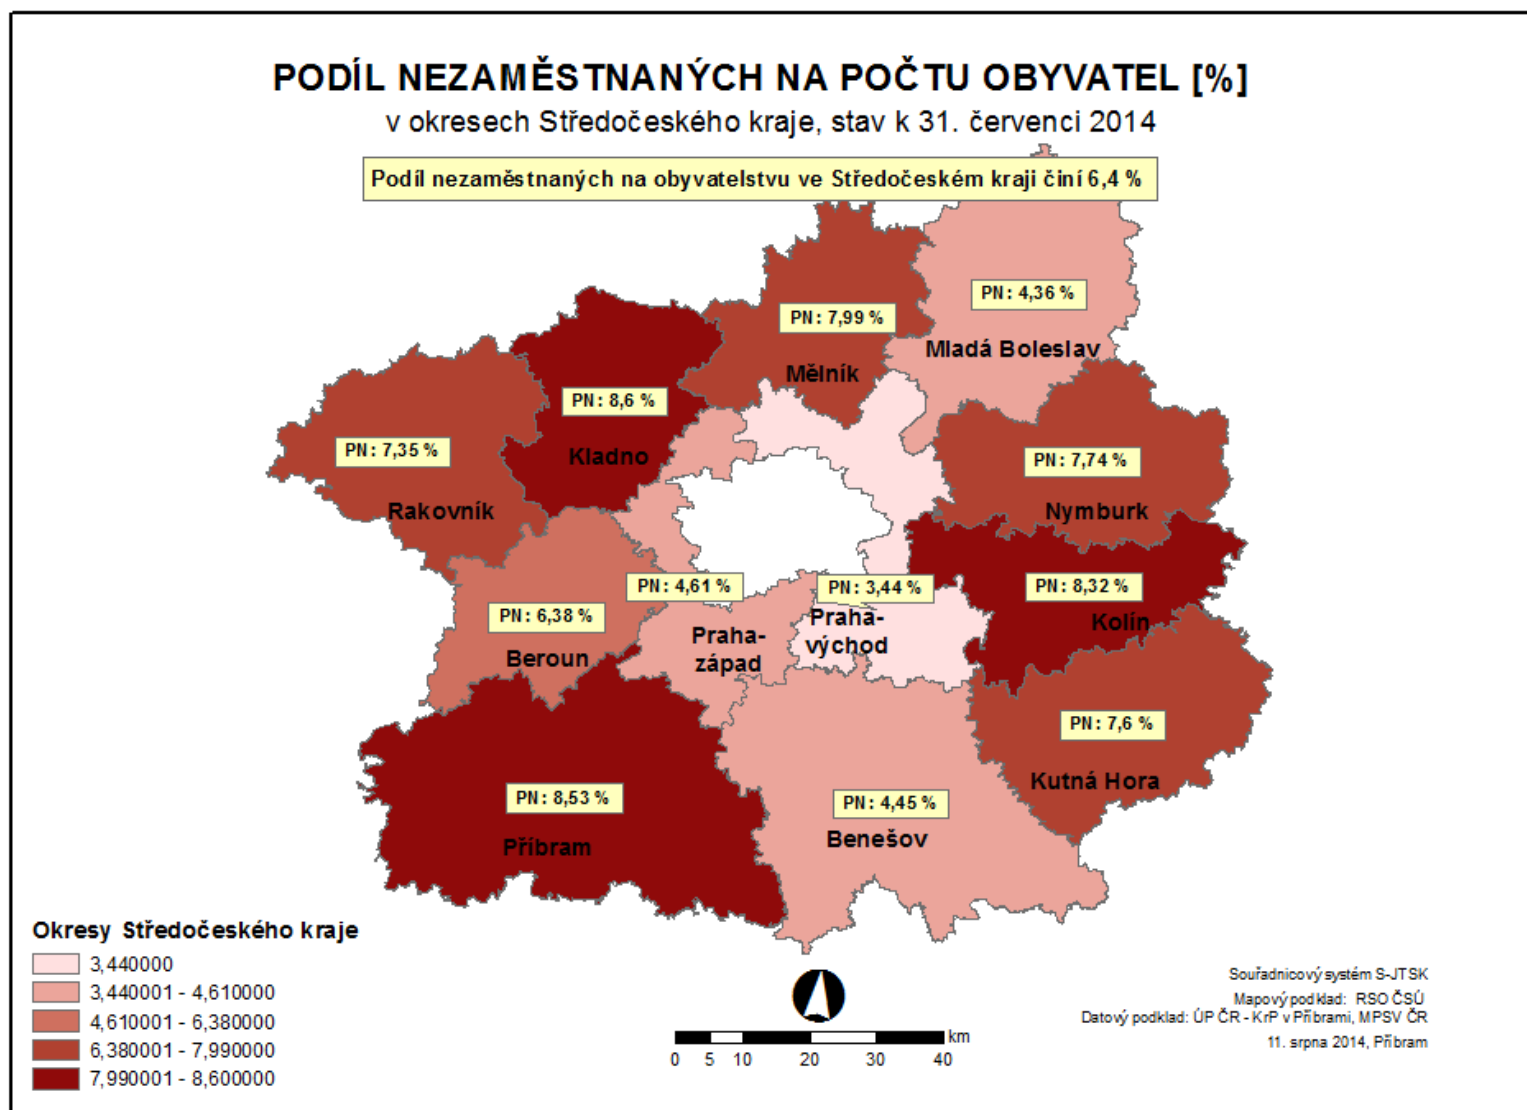 PODÍL NEZAMĚSTNANÝCH NA POČTU OBYVATEL [%]
v okresech Středočeského kraje, stav k 31. červenci 2014
Podíl nezaměstnaných na obyvatelstvu ve Středočeském kraji činí 6,4 %
PN: 4,36 %
Mladá Boleslav
PN: 7,99 %
Mělník
PN: 8,6 %
Kladno
PN: 7,35 %
Rakovník
PN: 7,74 %
Nymburk
PN: 4,61 %
Praha-
západ
PN: 3,44 %
Praha-
východ
PN: 8,32 %
Kolín
PN: 6,38 %
Beroun
PN: 7,6 %
Kutná Hora
PN: 8,53 %
Příbram
PN: 4,45 %
Benešov
Okresy Středočeského kraje
3,440000
3,440001 - 4,610000
4,610001 - 6,380000
6,380001 - 7,990000
7,990001 - 8,600000
km
0 5 10 20 30 40
Souřadnicový systém S-JTSK
Mapový podklad: RSO ČSÚ
Datový podklad: ÚP ČR - KrP v Příbrami, MPSV ČR
11. srpna 2014, Příbram